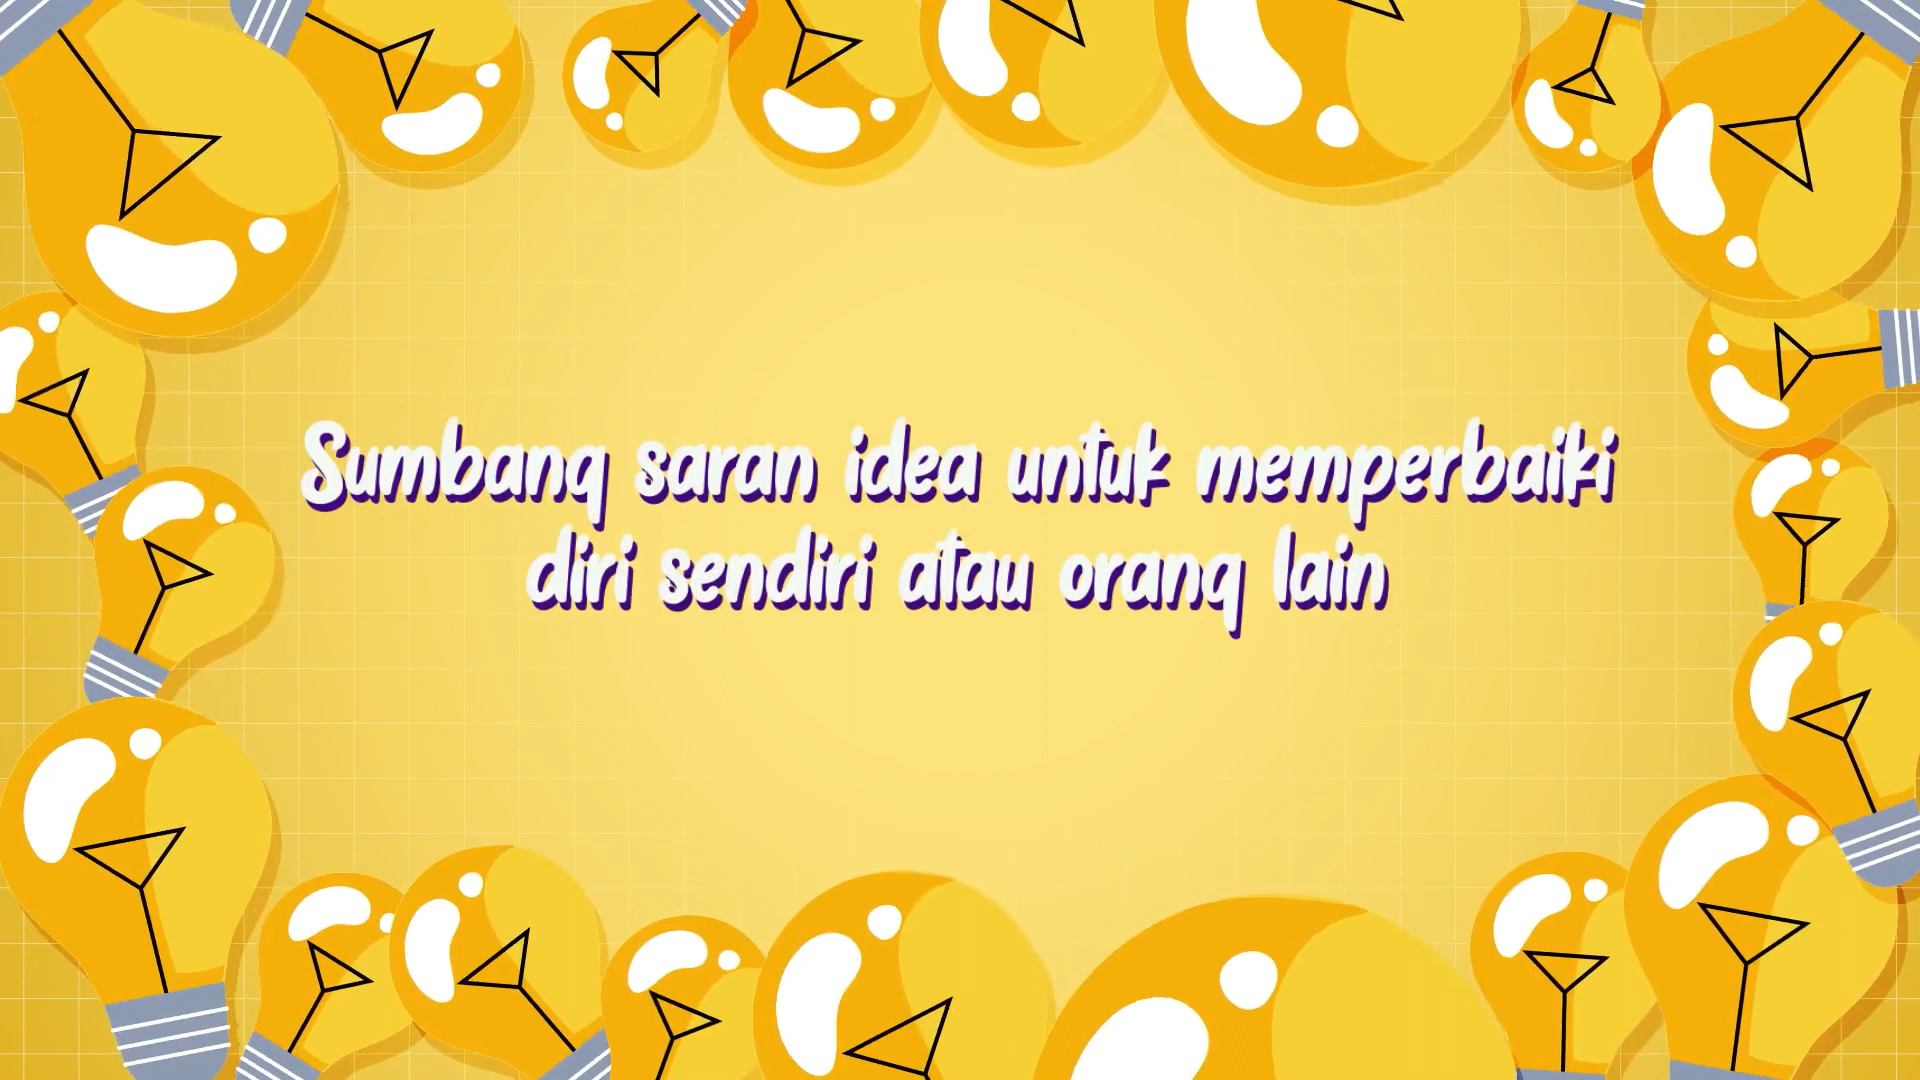 Sumbang saran idea untuk memperbaiki
diri sendiri atau orang lain